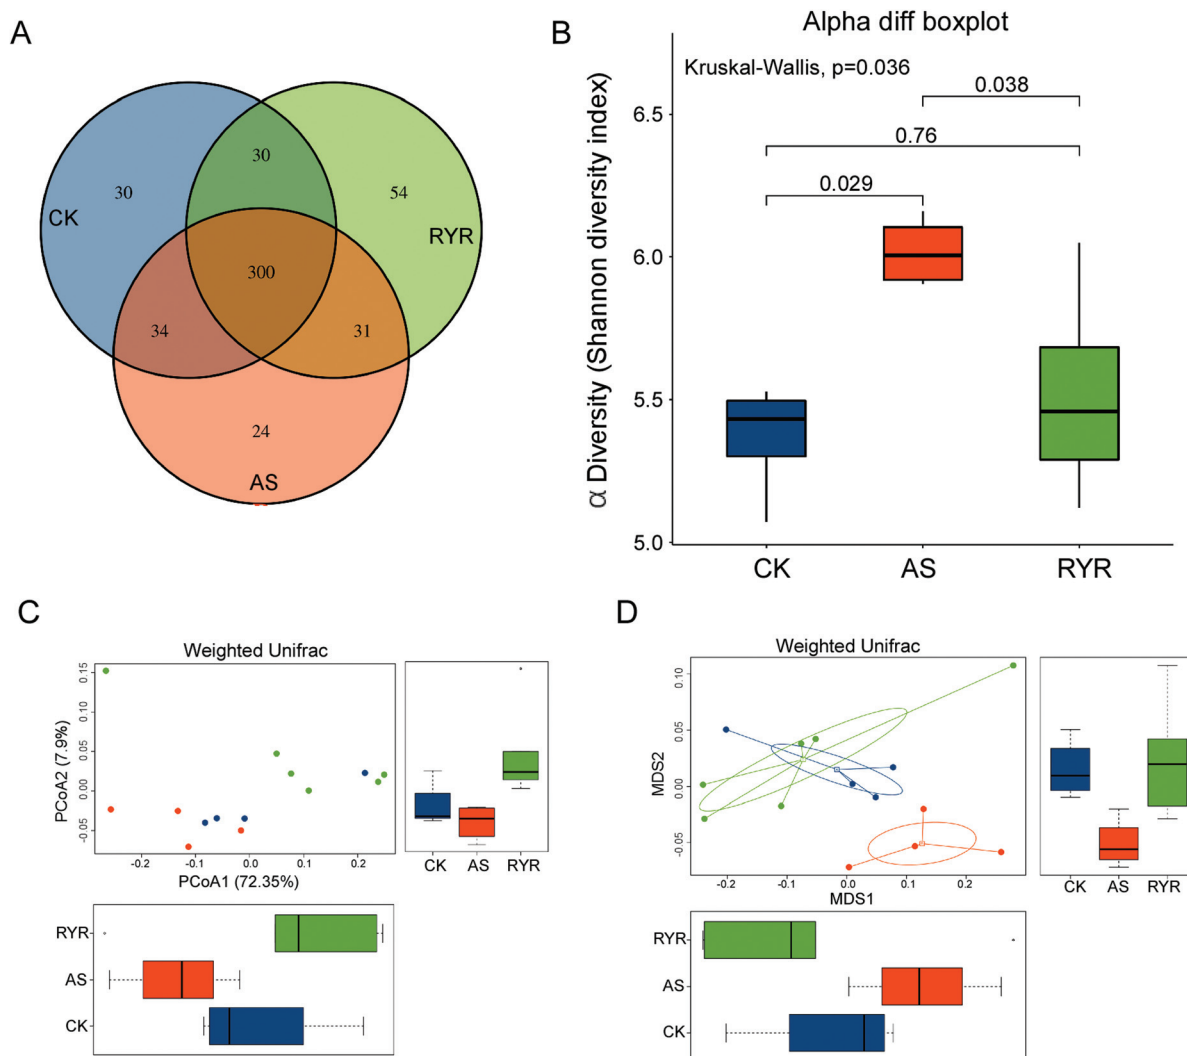 A
CK
RYR
AS
30
30
54
300
34
31
24
B
Alpha diff boxplot
Kruskal-Wallis, p=0.036
0.038
0.76
0.029
α Diversity (Shannon diversity index)
6.5
6.0
5.5
5.0
CK AS RYR
C
Weighted Unifrac
PCoA2 (7.9%)
0.15
0.05
-0.05
-0.2 -0.1 0.0 0.1 0.2
PCoA1 (72.35%)
CK AS RYR
RYR
AS
CK
D
Weighted Unifrac
MDS2
0.10
0.05
0.00
-0.05
-0.2 -0.1 0.0 0.1 0.2
MDS1
CK AS RYR
RYR
AS
CK